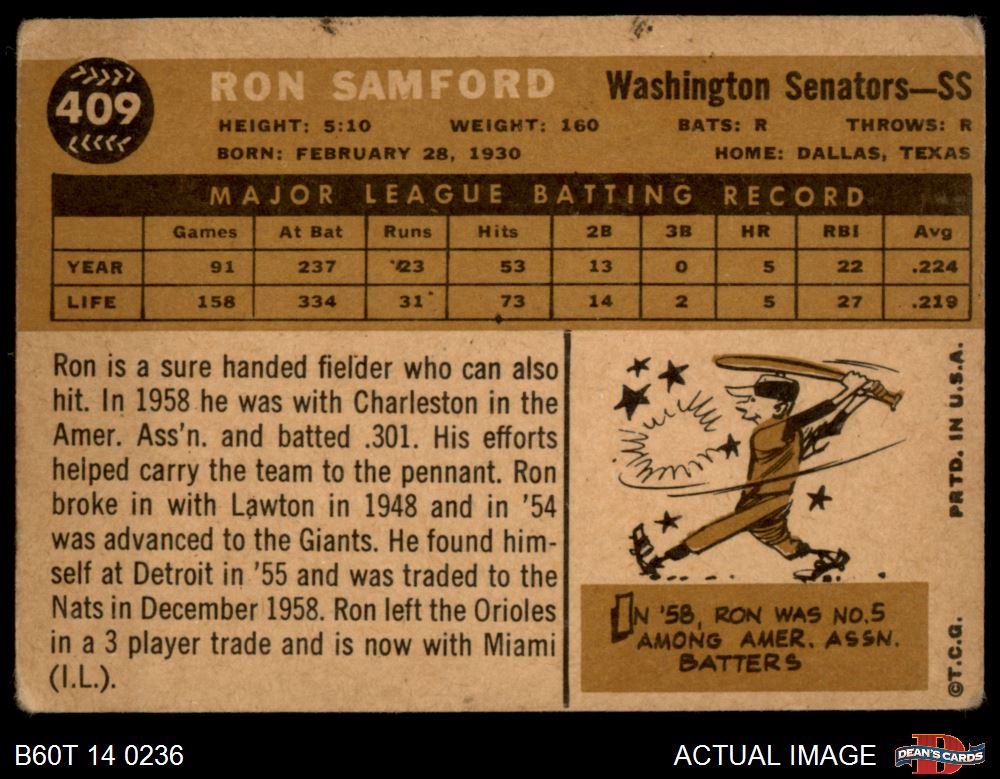 409
RON SAMFORD
Washington Senators—SS
HEIGHT: 5:10 WEIGHT: 160 BATS: R THROWS: R
BORN: FEBRUARY 28, 1930 HOME: DALLAS, TEXAS
MAJOR LEAGUE BATTING RECORD
Games At Bat Runs Hits 2B 3B HR RBI Avg
YEAR 91 237 23 53 13 0 5 22 .224
LIFE 158 334 31 73 14 2 5 27 .219
Ron is a sure handed fielder who can also
hit. In 1958 he was with Charleston in the
Amer. Ass'n. and batted .301. His efforts
helped carry the team to the pennant. Ron
broke in with Lawton in 1948 and in '54
was advanced to the Giants. He found him-
self at Detroit in '55 and was traded to the
Nats in December 1958. Ron left the Orioles
in a 3 player trade and is now with Miami
(I.L.).
IN '58, RON WAS NO.5
AMONG AMER. ASSN.
BATTERS
PRTD. IN U.S.A.
©T.C.G.
B60T 14 0236
ACTUAL IMAGE
D
DEAN'S CARDS